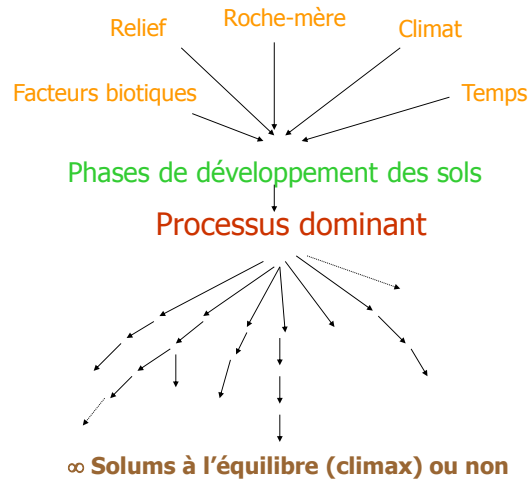 Roche-mère
Relief
Climat
Facteurs biotiques
Temps
Phases de développement des sols
Processus dominant
∞ Solums à l'équilibre (climax) ou non